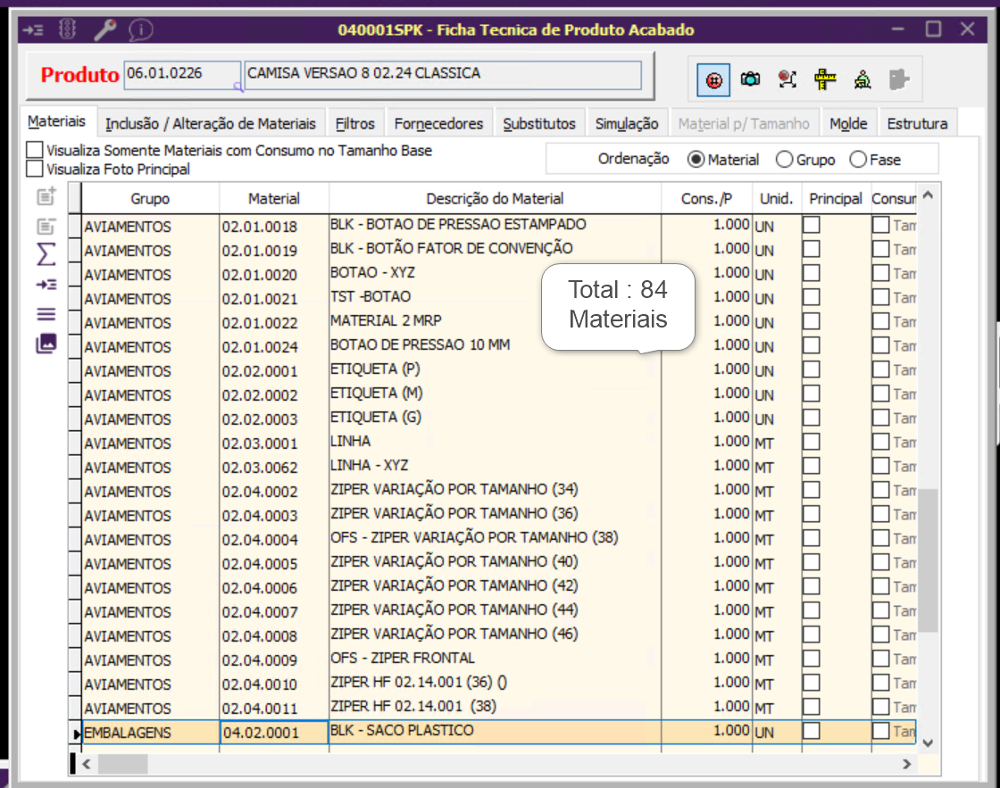 040001SPK - Ficha Tecnica de Produto Acabado
Produto 06.01.0226 CAMISA VERSAO 8 02.24 CLASSICA
Materiais Inclusão / Alteração de Materiais Filtros Fornecedores Substitutos Simulação Material p/ Tamanho Molde Estrutura
Visualiza Somente Materiais com Consumo no Tamanho Base
Visualiza Foto Principal
Ordenação Material Grupo Fase
Grupo Material Descrição do Material Cons./P Unid. Principal Consur
AVIAMENTOS 02.01.0018 BLK - BOTAO DE PRESSAO ESTAMPADO 1.000 UN Tam
AVIAMENTOS 02.01.0019 BLK - BOTÃO FATOR DE CONVENÇÃO 1.000 UN Tam
AVIAMENTOS 02.01.0020 BOTAO - XYZ 1.000 UN Tam
AVIAMENTOS 02.01.0021 TST -BOTAO 1.000 UN Tam
AVIAMENTOS 02.01.0022 MATERIAL 2 MRP 1.000 UN Tam
AVIAMENTOS 02.01.0024 BOTAO DE PRESSAO 10 MM 1.000 UN Tam
AVIAMENTOS 02.02.0001 ETIQUETA (P) 1.000 UN Tam
AVIAMENTOS 02.02.0002 ETIQUETA (M) 1.000 UN Tam
AVIAMENTOS 02.02.0003 ETIQUETA (G) 1.000 UN Tam
AVIAMENTOS 02.03.0001 LINHA 1.000 MT Tam
AVIAMENTOS 02.03.0062 LINHA - XYZ 1.000 MT Tam
AVIAMENTOS 02.04.0002 ZIPER VARIAÇÃO POR TAMANHO (34) 1.000 MT Tam
AVIAMENTOS 02.04.0003 ZIPER VARIAÇÃO POR TAMANHO (36) 1.000 MT Tam
AVIAMENTOS 02.04.0004 OFS - ZIPER VARIAÇÃO POR TAMANHO (38) 1.000 MT Tam
AVIAMENTOS 02.04.0005 ZIPER VARIAÇÃO POR TAMANHO (40) 1.000 MT Tam
AVIAMENTOS 02.04.0006 ZIPER VARIAÇÃO POR TAMANHO (42) 1.000 MT Tam
AVIAMENTOS 02.04.0007 ZIPER VARIAÇÃO POR TAMANHO (44) 1.000 MT Tam
AVIAMENTOS 02.04.0008 ZIPER VARIAÇÃO POR TAMANHO (46) 1.000 MT Tam
AVIAMENTOS 02.04.0009 OFS - ZIPER FRONTAL 1.000 MT Tam
AVIAMENTOS 02.04.0010 ZIPER HF 02.14.001 (36) () 1.000 MT Tam
AVIAMENTOS 02.04.0011 ZIPER HF 02.14.001 (38) 1.000 MT Tam
EMBALAGENS 04.02.0001 BLK - SACO PLASTICO 1.000 UN Tam
Total : 84
Materiais